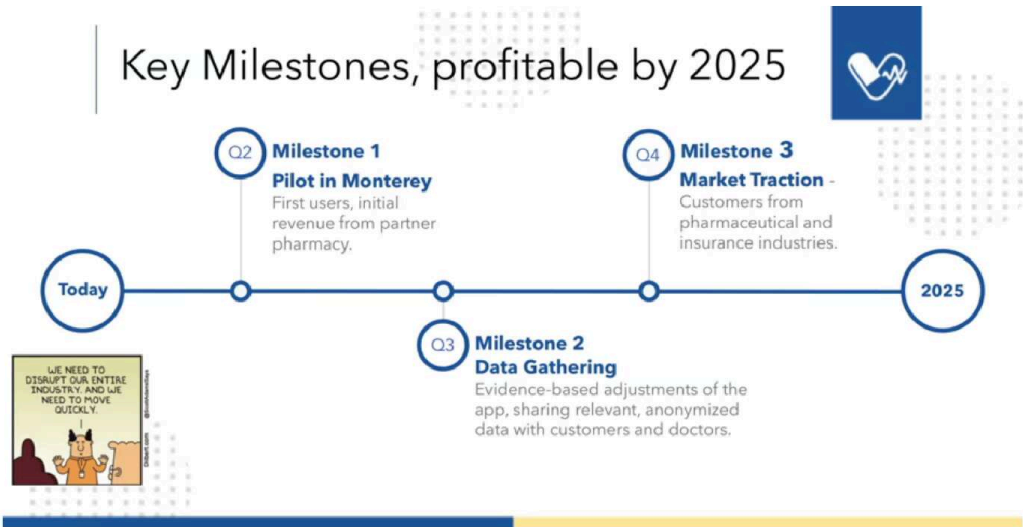 Key Milestones, profitable by 2025
Q2
Milestone 1
Pilot in Monterey
First users, initial
revenue from partner
pharmacy.
Q4
Milestone 3
Market Traction -
Customers from
pharmaceutical and
insurance industries.
Today
2025
Q3
Milestone 2
Data Gathering
Evidence-based adjustments of the
app, sharing relevant, anonymized
data with customers and doctors.
WE NEED TO
DISRUPT OUR ENTIRE
INDUSTRY. AND WE
NEED TO MOVE
QUICKLY.
Dilbert.com
@ScottAdamsSays